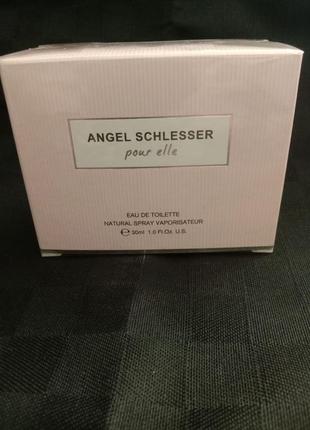 ANGEL SCHLESSER
pour elle
EAU DE TOILETTE
NATURAL SPRAY VAPORISATEUR
℮ 30ml 1.0 Fl.Oz. U.S.